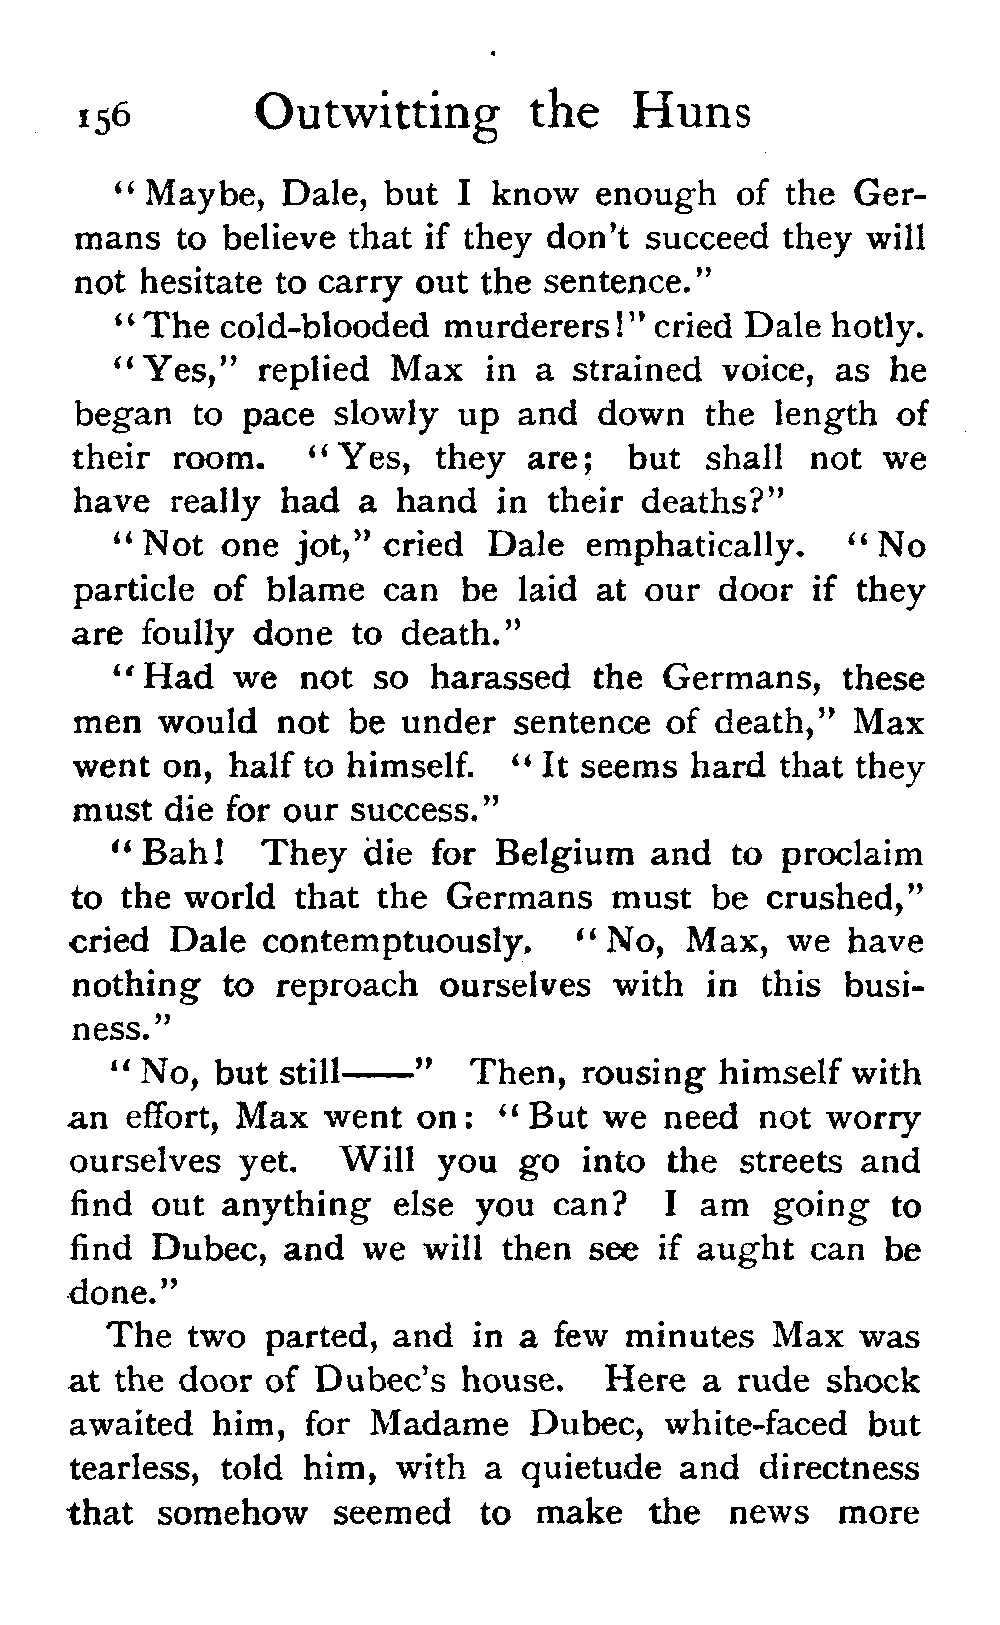 156 Outwitting the Huns
“Maybe, Dale, but I know enough of the Ger-
mans to believe that if they don't succeed they will
not hesitate to carry out the sentence.”
“The cold-blooded murderers!” cried Dale hotly.
“Yes,” replied Max in a strained voice, as he
began to pace slowly up and down the length of
their room. “Yes, they are; but shall not we
have really had a hand in their deaths?”
“Not one jot,” cried Dale emphatically. “No
particle of blame can be laid at our door if they
are foully done to death.”
“Had we not so harassed the Germans, these
men would not be under sentence of death,” Max
went on, half to himself. “It seems hard that they
must die for our success.”
“Bah! They die for Belgium and to proclaim
to the world that the Germans must be crushed,”
cried Dale contemptuously. “No, Max, we have
nothing to reproach ourselves with in this busi-
ness.”
“No, but still——” Then, rousing himself with
an effort, Max went on: “But we need not worry
ourselves yet. Will you go into the streets and
find out anything else you can? I am going to
find Dubec, and we will then see if aught can be
done.”
The two parted, and in a few minutes Max was
at the door of Dubec's house. Here a rude shock
awaited him, for Madame Dubec, white-faced but
tearless, told him, with a quietude and directness
that somehow seemed to make the news more